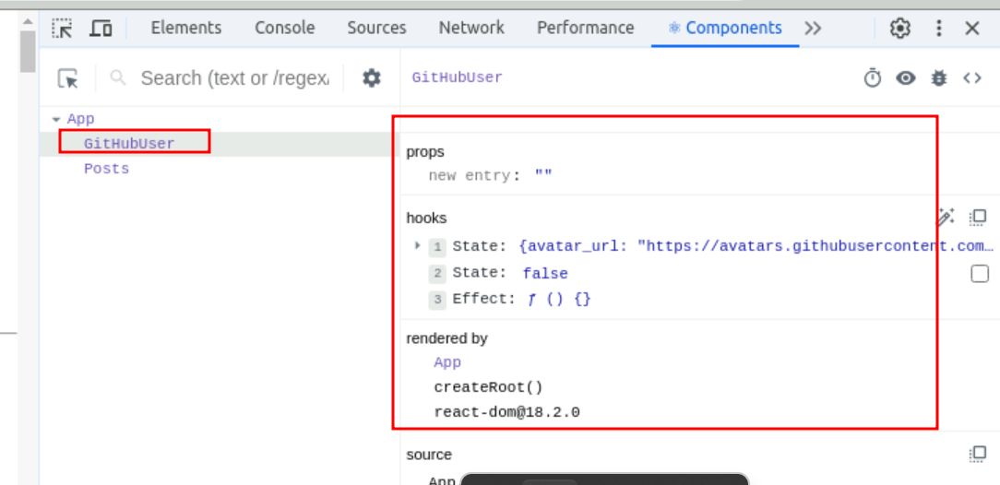 Elements Console Sources Network Performance Components
Search (text or /regex/
GitHubUser
App
GitHubUser
Posts
props
new entry: ""
hooks
1 State: {avatar_url: "https://avatars.githubusercontent.com…
2 State: false
3 Effect: ƒ () {}
rendered by
App
createRoot()
react-dom@18.2.0
source
App